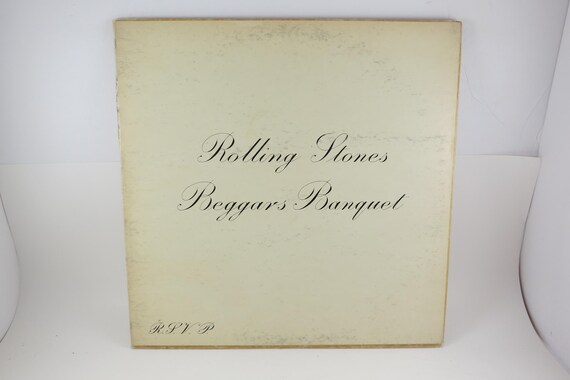 Rolling Stones
Beggars Banquet
R S V P